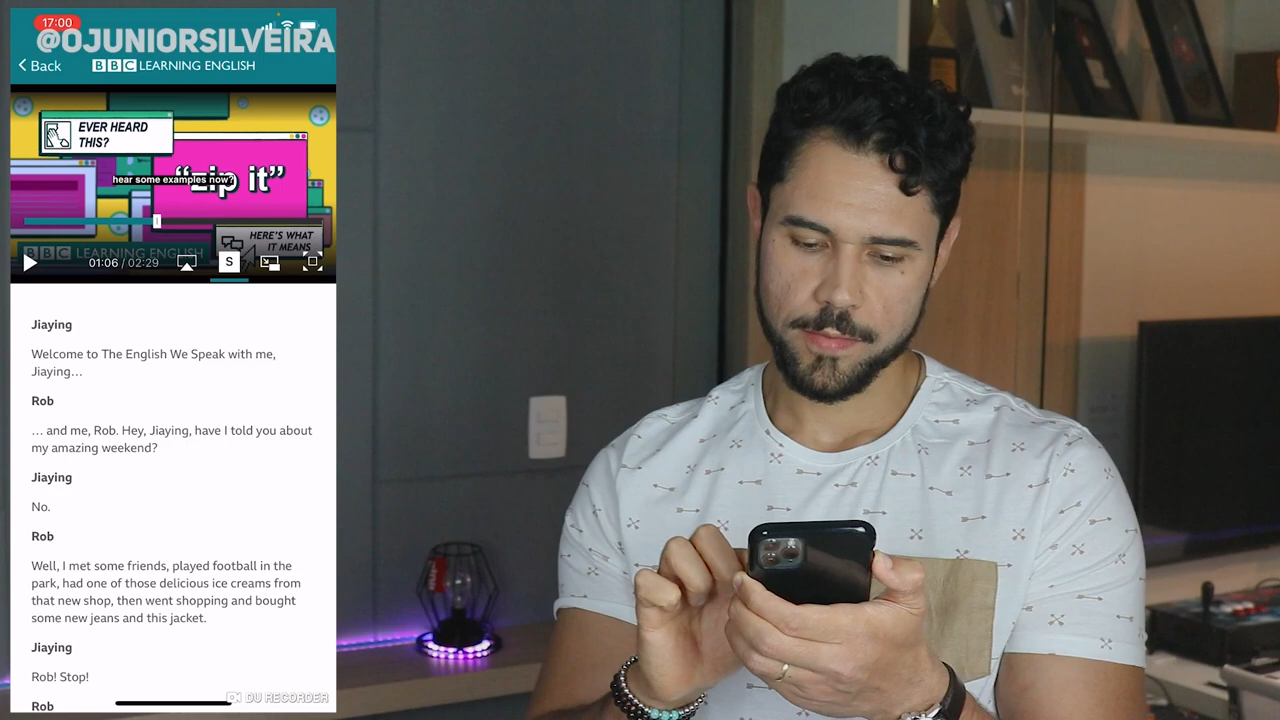 17:00
@OJUNIORSILVEIRA
Back
BBC LEARNING ENGLISH
EVER HEARD
THIS?
"zip it"
hear some examples now?
HERE'S WHAT
IT MEANS
BBC LEARNING ENGLISH
01:06 / 02:29
S
Jiaying
Welcome to The English We Speak with me,
Jiaying...
Rob
... and me, Rob. Hey, Jiaying, have I told you about
my amazing weekend?
Jiaying
No.
Rob
Well, I met some friends, played football in the
park, had one of those delicious ice creams from
that new shop, then went shopping and bought
some new jeans and this jacket.
Jiaying
Rob! Stop!
Rob
DU RECORDER